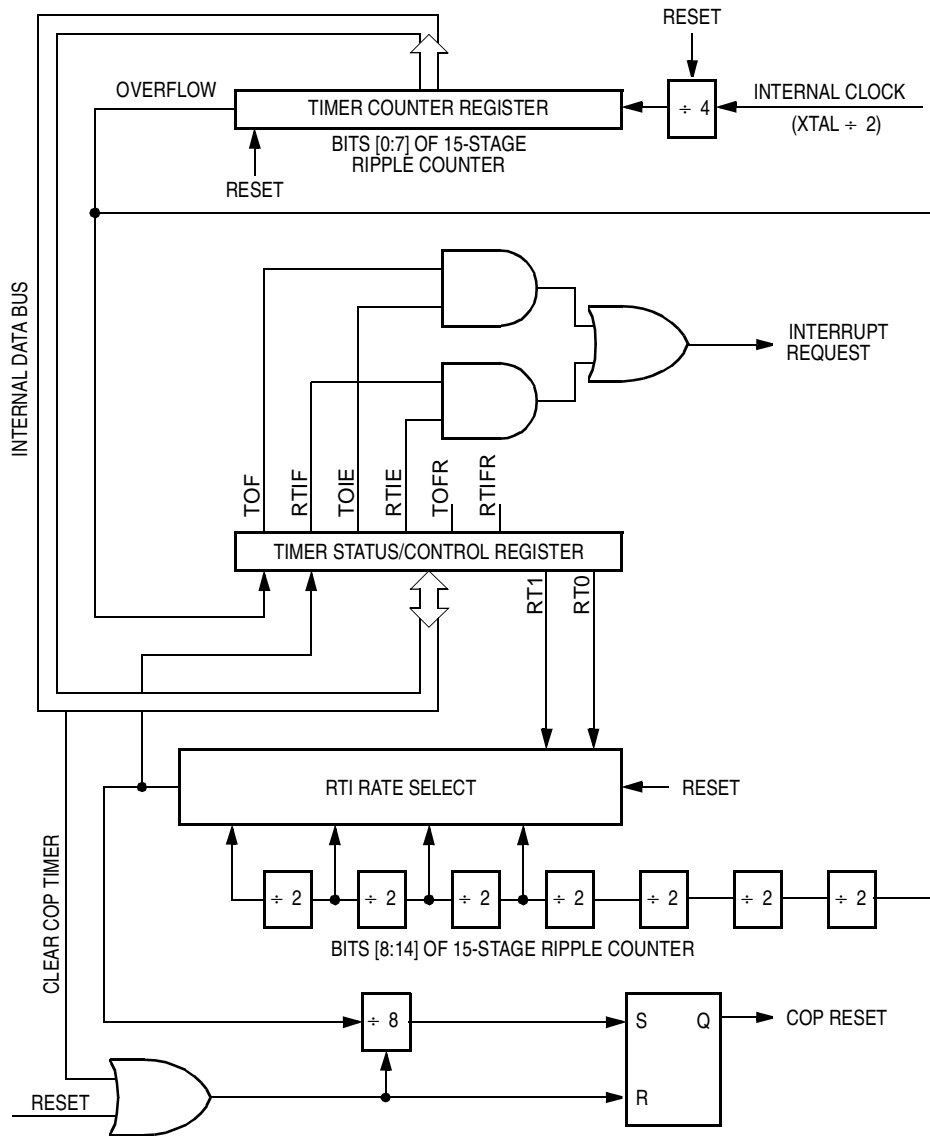 RESET
OVERFLOW
TIMER COUNTER REGISTER
÷ 4
INTERNAL CLOCK
(XTAL ÷ 2)
BITS [0:7] OF 15-STAGE
RIPPLE COUNTER
RESET
INTERNAL DATA BUS
INTERRUPT
REQUEST
TOF
RTIF
TOIE
RTIE
TOFR
RTIFR
TIMER STATUS/CONTROL REGISTER
RT1
RT0
RTI RATE SELECT
RESET
CLEAR COP TIMER
÷ 2
÷ 2
÷ 2
÷ 2
÷ 2
÷ 2
÷ 2
BITS [8:14] OF 15-STAGE RIPPLE COUNTER
÷ 8
S
Q
COP RESET
RESET
R